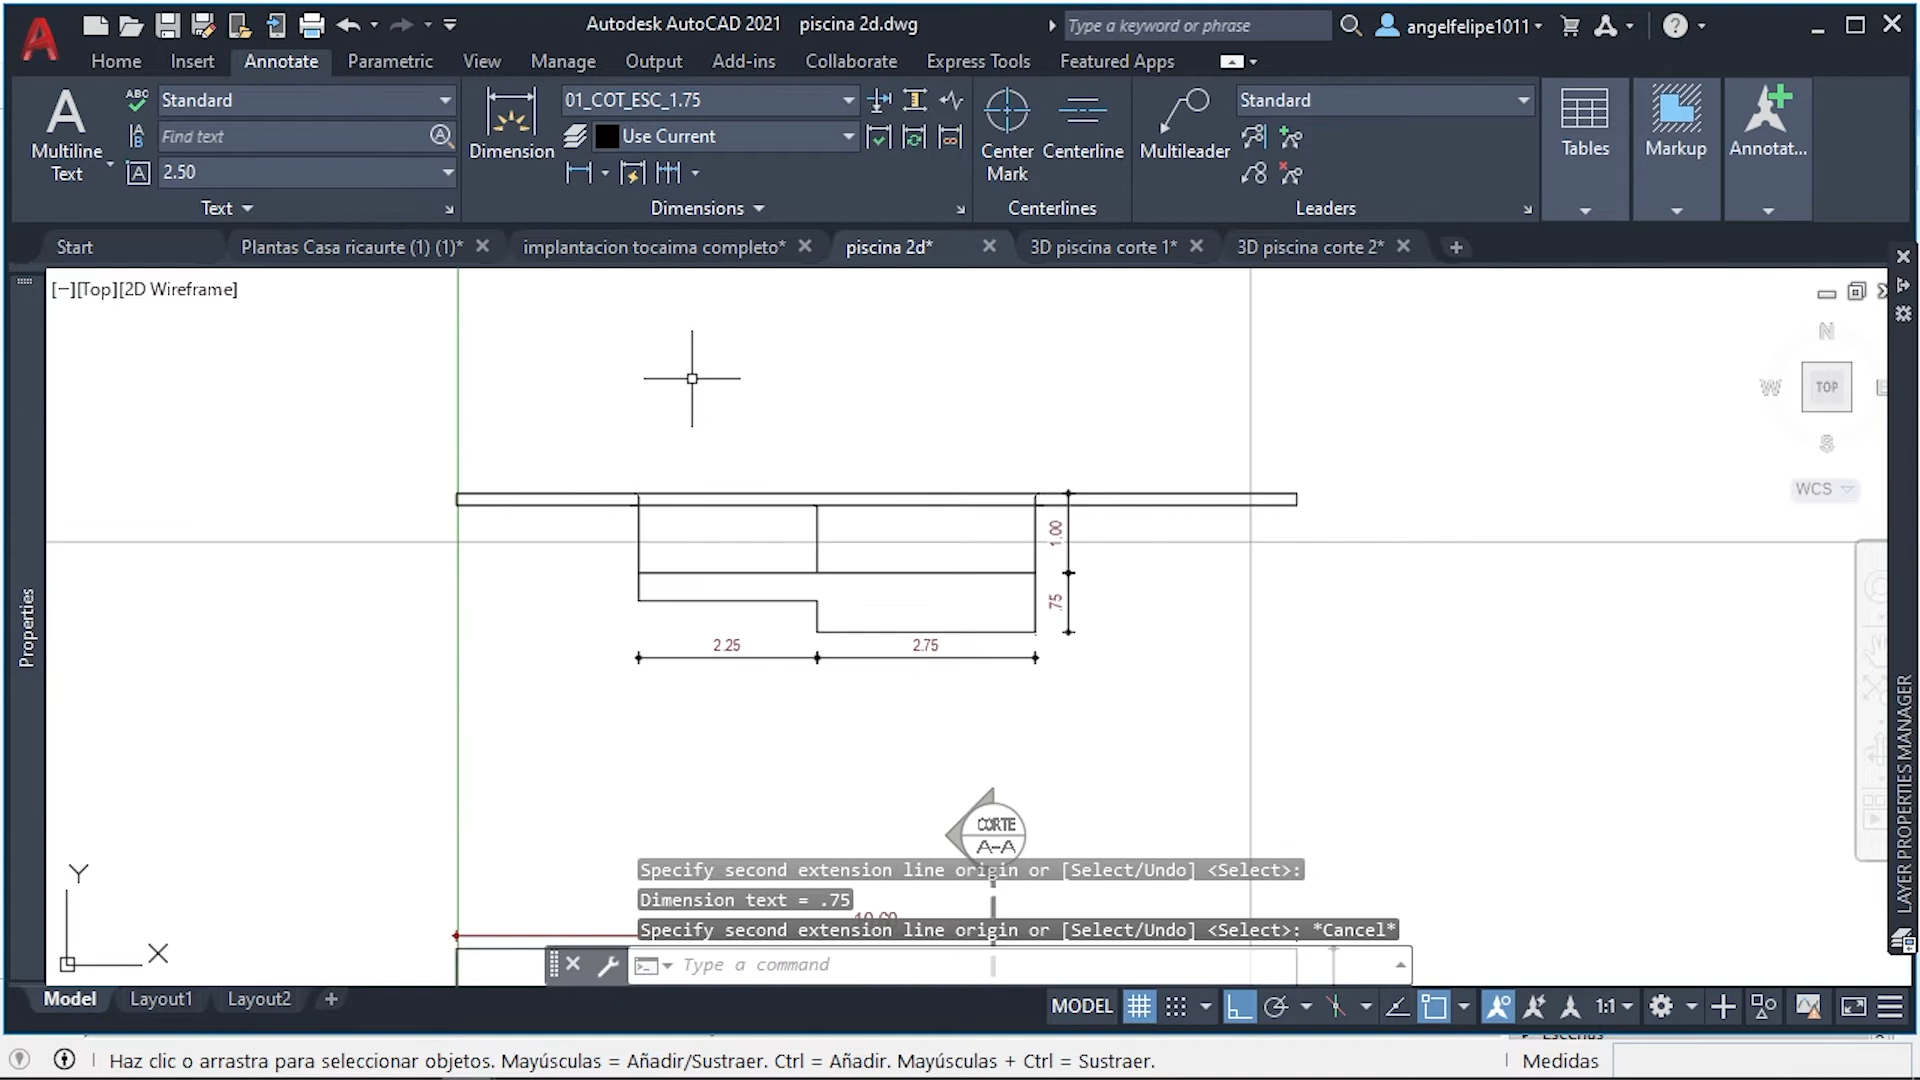 Autodesk AutoCAD 2021 piscina 2d.dwg
Type a keyword or phrase
angelfelipe1011
Home Insert Annotate Parametric View Manage Output Add-ins Collaborate Express Tools Featured Apps
Multiline Text
ABC
Standard
Find text
2.50
Text
Dimension
01_COT_ESC_1.75
Use Current
Dimensions
Center Mark
Centerline
Centerlines
Multileader
Standard
Leaders
Tables
Markup
Annotat...
Start
Plantas Casa ricaurte (1) (1)*
implantacion tocaima completo*
piscina 2d*
3D piscina corte 1*
3D piscina corte 2*
[−][Top][2D Wireframe]
N
W TOP E
S
WCS
1.00
.75
2.25 2.75
Properties
LAYER PROPERTIES MANAGER
CORTE
A-A
10.00
Y
X
Specify second extension line origin or [Select/Undo] <Select>:
Dimension text = .75
Specify second extension line origin or [Select/Undo] <Select>: *Cancel*
Type a command
Model Layout1 Layout2
MODEL
1:1
Haz clic o arrastra para seleccionar objetos. Mayúsculas = Añadir/Sustraer. Ctrl = Añadir. Mayúsculas + Ctrl = Sustraer.
Medidas